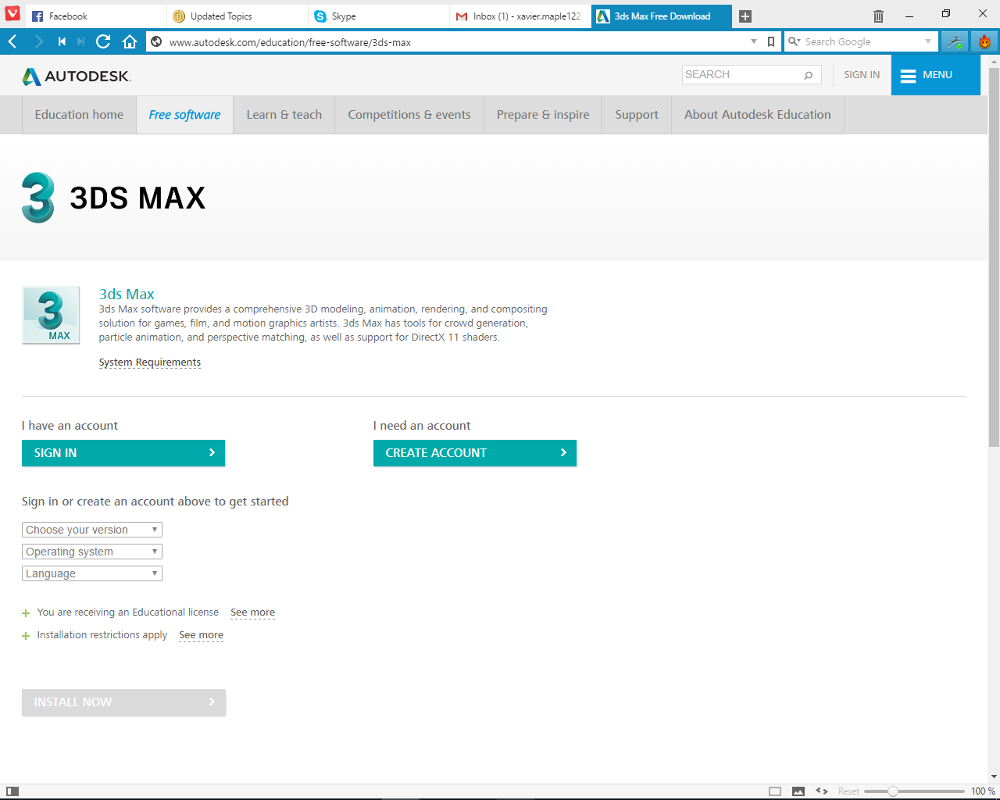 Facebook
Updated Topics
Skype
Inbox (1) - xavier.maple122
3ds Max Free Download
www.autodesk.com/education/free-software/3ds-max
Search Google
AUTODESK.
SEARCH
SIGN IN
MENU
Education home
Free software
Learn & teach
Competitions & events
Prepare & inspire
Support
About Autodesk Education
3 3DS MAX
3
MAX
3ds Max
3ds Max software provides a comprehensive 3D modeling, animation, rendering, and compositing
solution for games, film, and motion graphics artists. 3ds Max has tools for crowd generation,
particle animation, and perspective matching, as well as support for DirectX 11 shaders.
System Requirements
I have an account
I need an account
SIGN IN
CREATE ACCOUNT
Sign in or create an account above to get started
Choose your version
Operating system
Language
You are receiving an Educational license See more
Installation restrictions apply See more
INSTALL NOW
Reset
100 %